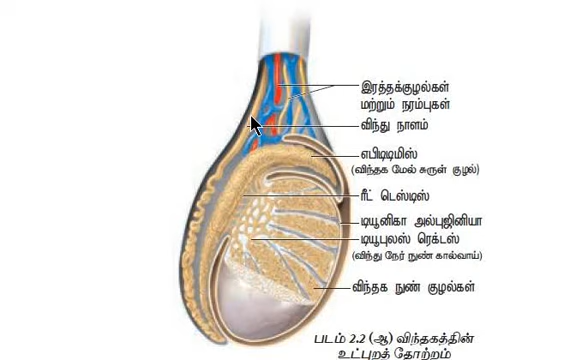 இரத்தக்குழல்கள்
மற்றும் நரம்புகள்
விந்து நாளம்
எபிடிடிமிஸ்
(விந்தக மேல் சுருள் குழல்)
ரீட் டெஸ்டிஸ்
டியூனிகா அல்புஜினியா
டியூபுலஸ் ரெக்டஸ்
(விந்து நேர் நுண் கால்வாய்)
விந்தக நுண் குழல்கள்
படம் 2.2 (ஆ) விந்தகத்தின்
உட்புறத் தோற்றம்